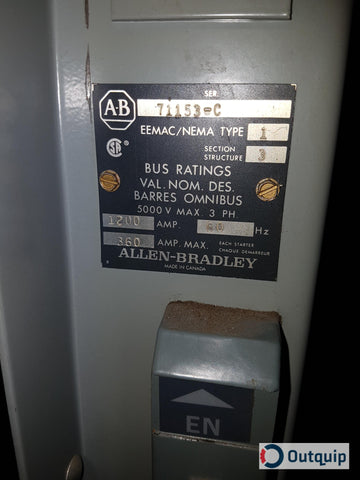 A-B
SER.
71153-C
EEMAC/NEMA TYPE 1
SECTION
STRUCTURE 3
BUS RATINGS
VAL. NOM. DES.
BARRES OMNIBUS
5000 V MAX 3 PH
1200 AMP. 60 Hz
360 AMP. MAX. EACH STARTER
CHAQUE DEMARREUR
ALLEN-BRADLEY
MADE IN CANADA
EN
Outquip